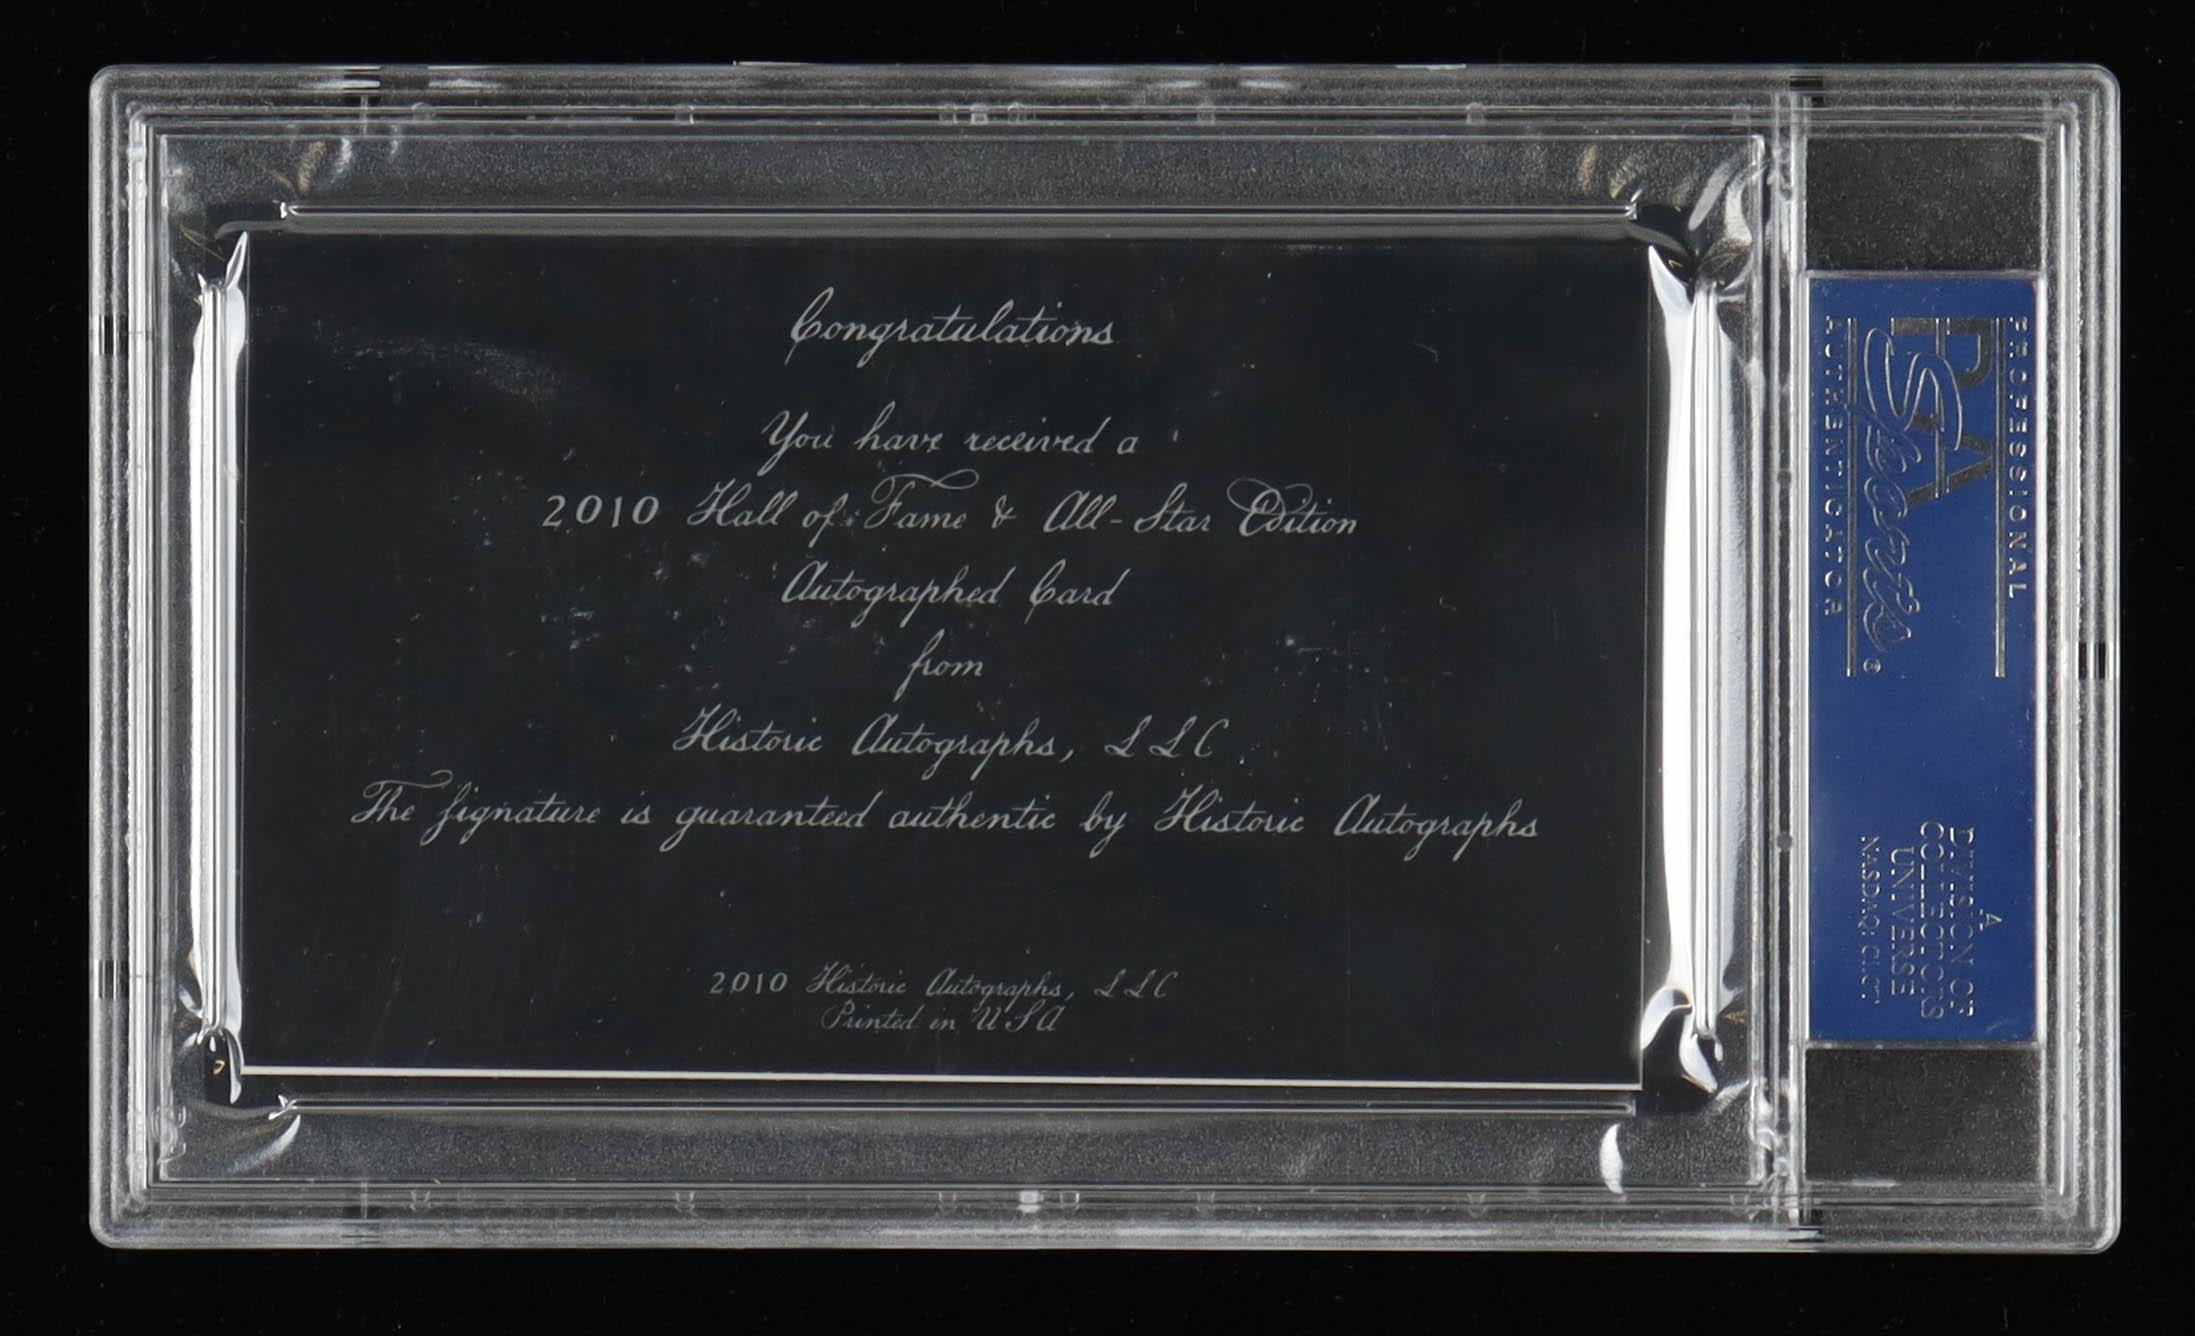 Congratulations
You have received a
2010 Hall of Fame & All-Star Edition
Autographed Card
from
Historic Autographs, LLC
The Signature is guaranteed authentic by Historic Autographs
2010 Historic Autographs, LLC
Printed in USA
PROFESSIONAL
PSA
Sports ®
AUTHENTICATOR
A
DIVISION OF
COLLECTORS
UNIVERSE
NASDAQ: CLCT